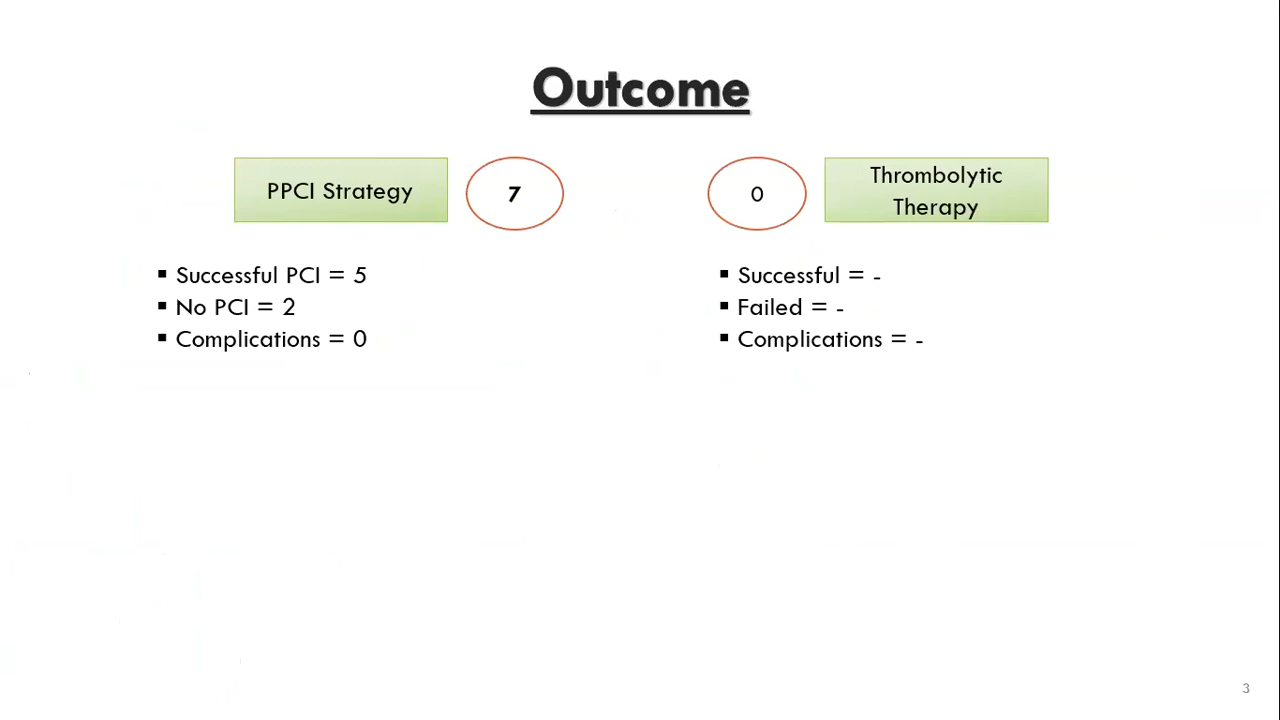 Outcome
PPCI Strategy
7
0
Thrombolytic
Therapy
▪ Successful PCI = 5
▪ No PCI = 2
▪ Complications = 0
▪ Successful = -
▪ Failed = -
▪ Complications = -
3